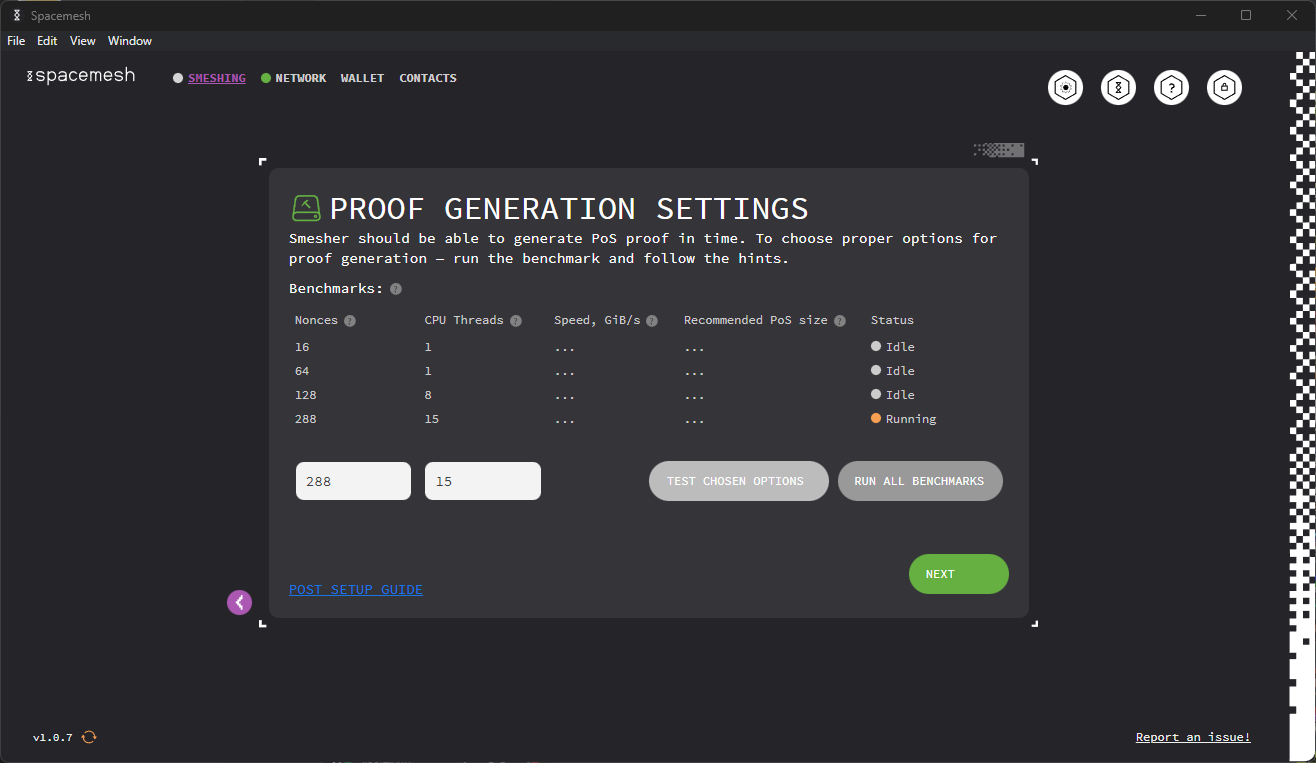 Spacemesh
File Edit View Window
spacemesh
SMESHING NETWORK WALLET CONTACTS
?
PROOF GENERATION SETTINGS
Smesher should be able to generate PoS proof in time. To choose proper options for
proof generation — run the benchmark and follow the hints.
Benchmarks: ?
Nonces ? CPU Threads ? Speed, GiB/s ? Recommended PoS size ? Status
16 1 ... ... Idle
64 1 ... ... Idle
128 8 ... ... Idle
288 15 ... ... Running
288 15 TEST CHOSEN OPTIONS RUN ALL BENCHMARKS
NEXT
POST SETUP GUIDE
v1.0.7 Report an issue!